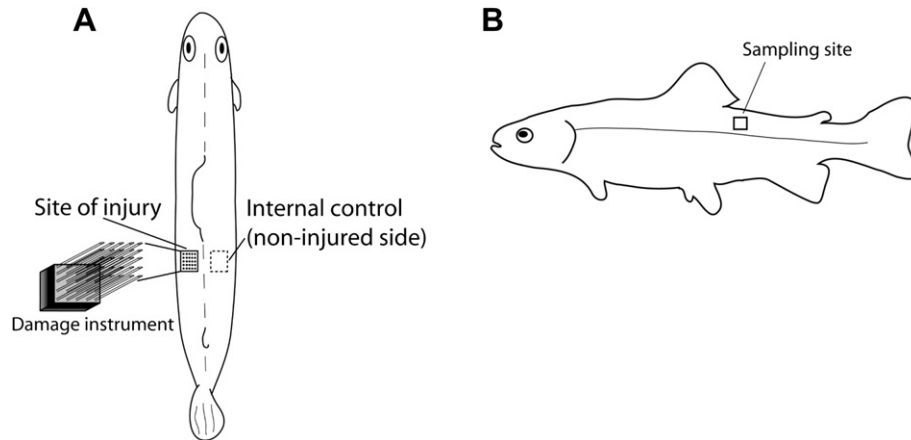 A
Site of injury
Internal control
(non-injured side)
Damage instrument
B
Sampling site